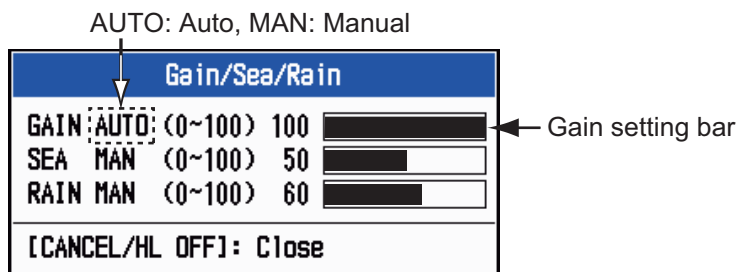 AUTO: Auto, MAN: Manual
Gain/Sea/Rain
GAIN AUTO (0~100) 100
Gain setting bar
SEA MAN (0~100) 50
RAIN MAN (0~100) 60
[CANCEL/HL OFF]: Close